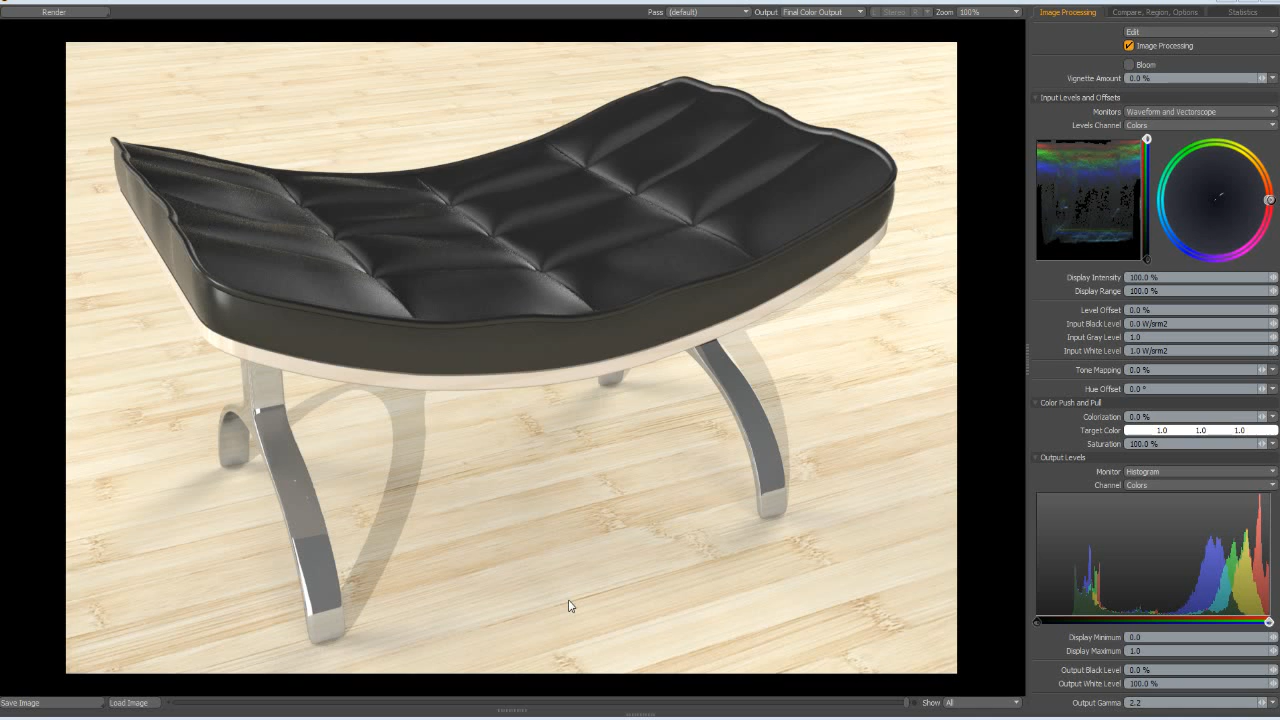 Render
Pass (default) Output Final Color Output L Stereo R Zoom 100%
Image Processing Compare, Region, Options Statistics
Edit
Image Processing
Bloom
Vignette Amount 0.0 %
Input Levels and Offsets
Monitors Waveform and Vectorscope
Levels Channel Colors
Display Intensity 100.0 %
Display Range 100.0 %
Level Offset 0.0 %
Input Black Level 0.0 W/srm2
Input Gray Level 1.0
Input White Level 1.0 W/srm2
Tone Mapping 0.0 %
Hue Offset 0.0 °
Color Push and Pull
Colorization 0.0 %
Target Color 1.0 1.0 1.0
Saturation 100.0 %
Output Levels
Monitor Histogram
Channel Colors
Display Minimum 0.0
Display Maximum 1.0
Output Black Level 0.0 %
Output White Level 100.0 %
Output Gamma 2.2
Save Image Load Image Show All